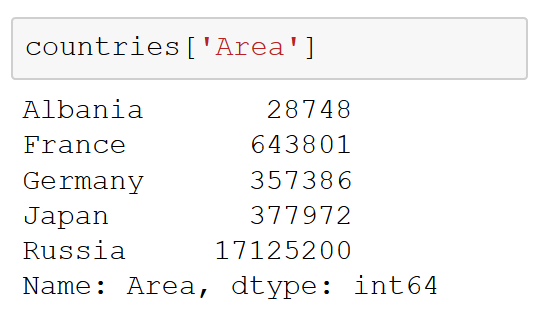 countries['Area']
Albania        28748
France        643801
Germany       357386
Japan         377972
Russia      17125200
Name: Area, dtype: int64